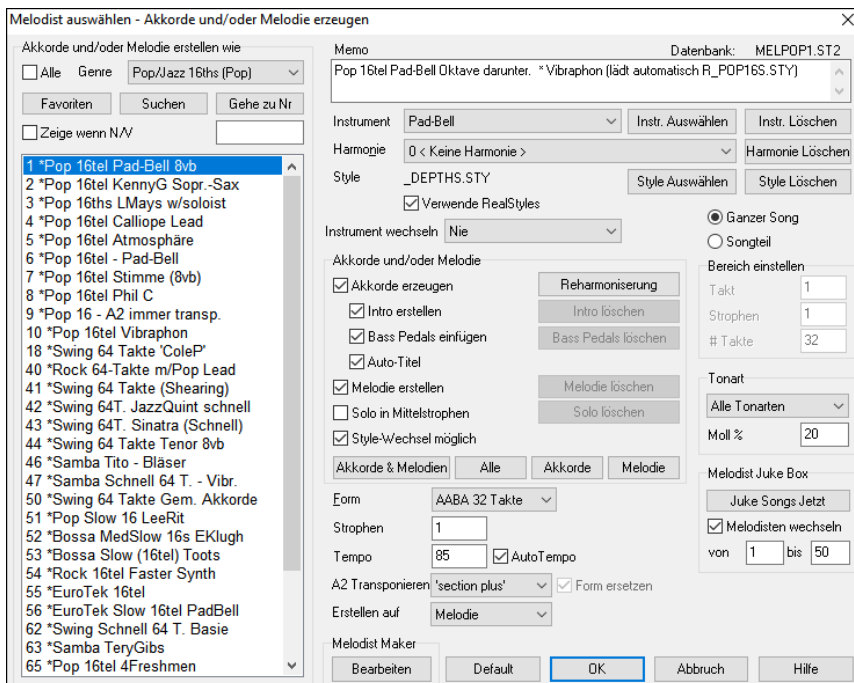 Melodist auswählen - Akkorde und/oder Melodie erzeugen
Akkorde und/oder Melodie erstellen wie
Alle Genre Pop/Jazz 16ths (Pop)
Favoriten Suchen Gehe zu Nr
Zeige wenn N/V
1 *Pop 16tel Pad-Bell 8vb
2 *Pop 16tel KennyG Sopr.-Sax
3 *Pop 16ths LMays w/soloist
4 *Pop 16tel Calliope Lead
5 *Pop 16tel Atmosphäre
6 *Pop 16tel - Pad-Bell
7 *Pop 16tel Stimme (8vb)
8 *Pop 16tel Phil C
9 *Pop 16 - A2 immer transp.
10 *Pop 16tel Vibraphon
18 *Swing 64 Takte 'ColeP'
40 *Rock 64-Takte m/Pop Lead
41 *Swing 64 Takte (Shearing)
42 *Swing 64T. JazzQuint schnell
43 *Swing 64T. Sinatra (Schnell)
44 *Swing 64 Takte Tenor 8vb
46 *Samba Tito - Bläser
47 *Samba Schnell 64 T. - Vibr.
50 *Swing 64 Takte Gem. Akkorde
51 *Pop Slow 16 LeeRit
52 *Bossa MedSlow 16s EKlugh
53 *Bossa Slow (16tel) Toots
54 *Rock 16tel Faster Synth
55 *EuroTek 16tel
56 *EuroTek Slow 16tel PadBell
62 *Swing Schnell 64 T. Basie
63 *Samba TeryGibs
65 *Pop 16tel 4Freshmen
Memo Datenbank: MELPOP1.ST2
Pop 16tel Pad-Bell Oktave darunter. * Vibraphon (lädt automatisch R_POP16S.STY)
Instrument Pad-Bell Instr. Auswählen Instr. Löschen
Harmonie 0 < Keine Harmonie > Harmonie Löschen
Style _DEPTHS.STY Style Auswählen Style Löschen
Verwende RealStyles
Instrument wechseln Nie
Ganzer Song
Songteil
Akkorde und/oder Melodie
Akkorde erzeugen Reharmonisierung
Intro erstellen Intro löschen
Bass Pedals einfügen Bass Pedals löschen
Auto-Titel
Melodie erstellen Melodie löschen
Solo in Mittelstrophen Solo löschen
Style-Wechsel möglich
Akkorde & Melodien Alle Akkorde Melodie
Form AABA 32 Takte
Strophen 1
Tempo 85 AutoTempo
A2 Transponieren 'section plus' Form ersetzen
Erstellen auf Melodie
Bereich einstellen
Takt 1
Strophen 1
# Takte 32
Tonart
Alle Tonarten
Moll % 20
Melodist Juke Box
Juke Songs Jetzt
Melodisten wechseln
von 1 bis 50
Melodist Maker
Bearbeiten Default OK Abbruch Hilfe